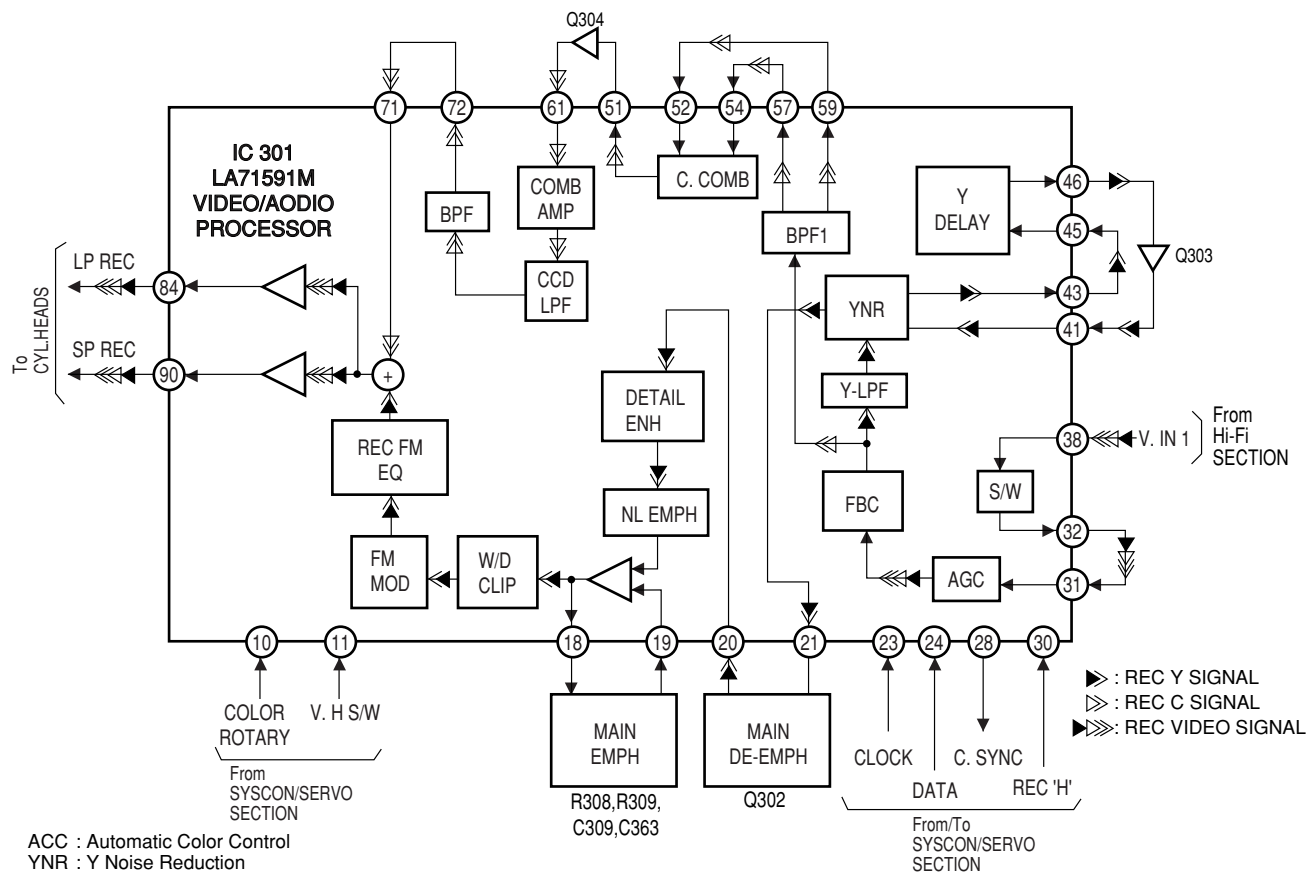 Q304
71
72
61
51
52
54
57
59
IC 301
LA71591M
VIDEO/AODIO
PROCESSOR
BPF
COMB
AMP
C. COMB
BPF1
Y
DELAY
46
45
Q303
43
41
CCD
LPF
YNR
Y-LPF
To
CYL.HEADS
LP REC
84
SP REC
90
+
DETAIL
ENH
REC FM
EQ
NL EMPH
FBC
38
V. IN 1
From
Hi-Fi
SECTION
S/W
32
31
FM
MOD
W/D
CLIP
AGC
10
11
18
19
20
21
23
24
28
30
COLOR
ROTARY
V. H S/W
From
SYSCON/SERVO
SECTION
MAIN
EMPH
R308,R309,
C309,C363
MAIN
DE-EMPH
Q302
CLOCK
DATA
C. SYNC
REC 'H'
From/To
SYSCON/SERVO
SECTION
: REC Y SIGNAL
: REC C SIGNAL
: REC VIDEO SIGNAL
ACC : Automatic Color Control
YNR : Y Noise Reduction